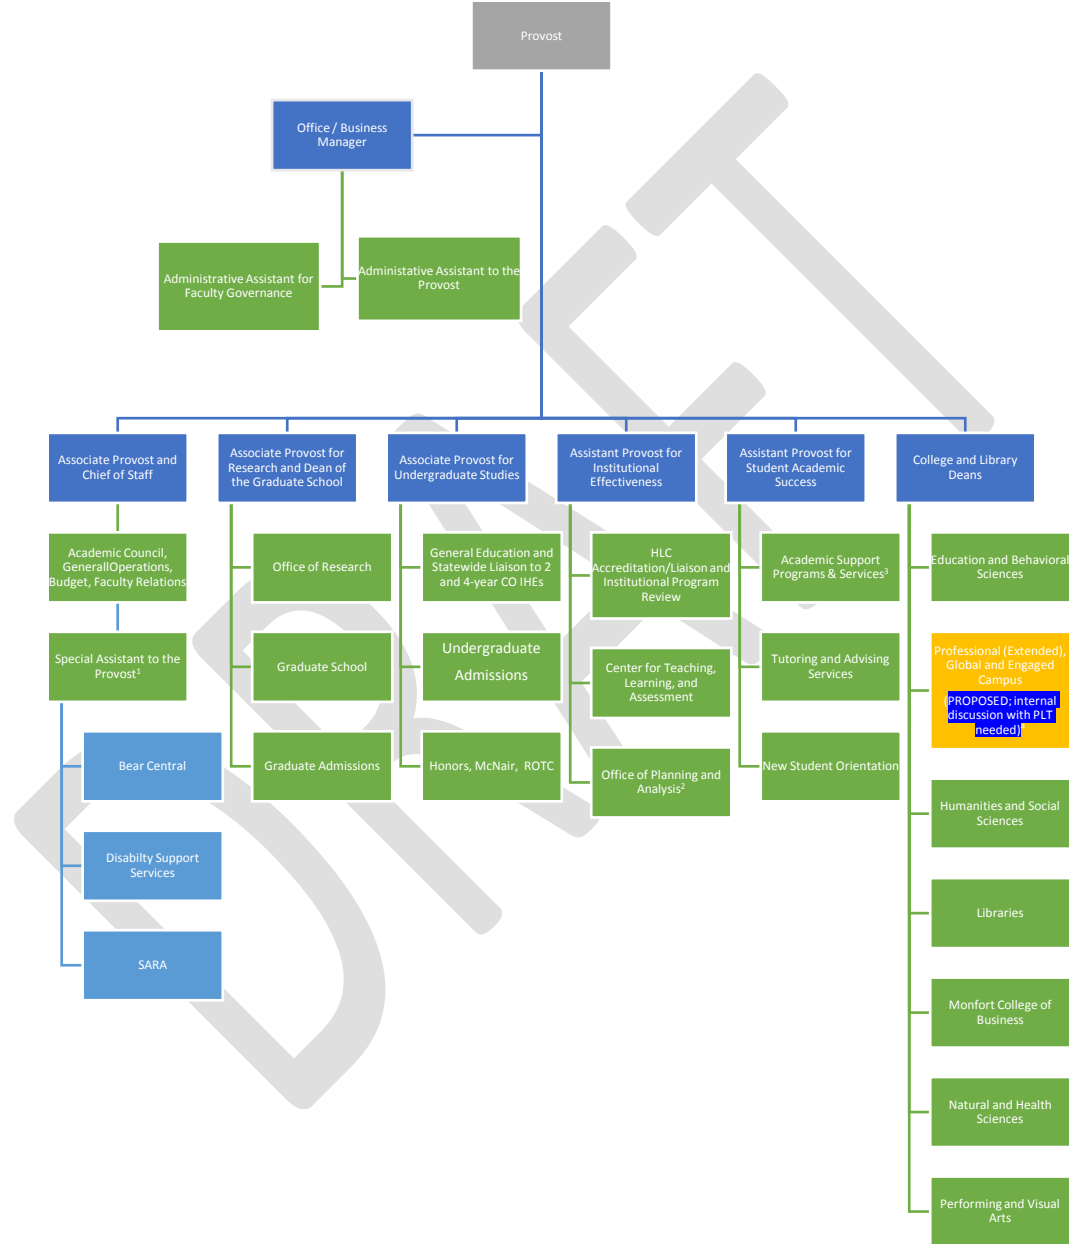 Provost
Office / Business
Manager
Administrative Assistant for
Faculty Governance
Administative Assistant to the
Provost
Associate Provost and
Chief of Staff
Associate Provost for
Research and Dean of
the Graduate School
Associate Provost for
Undergraduate Studies
Assistant Provost for
Institutional
Effectiveness
Assistant Provost for
Student Academic
Success
College and Library
Deans
Academic Council,
GenerallOperations,
Budget, Faculty Relations
Special Assistant to the
Provost¹
Bear Central
Disabilty Support
Services
SARA
Office of Research
Graduate School
Graduate Admissions
General Education and
Statewide Liaison to 2
and 4-year CO IHEs
Undergraduate
Admissions
Honors, McNair, ROTC
HLC
Accreditation/Liaison and
Institutional Program
Review
Center for Teaching,
Learning, and
Assessment
Office of Planning and
Analysis²
Academic Support
Programs & Services³
Tutoring and Advising
Services
New Student Orientation
Education and Behavioral
Sciences
Professional (Extended),
Global and Engaged
Campus
(PROPOSED; internal
discussion with PLT
needed)
Humanities and Social
Sciences
Libraries
Monfort College of
Business
Natural and Health
Sciences
Performing and Visual
Arts
DRAFT